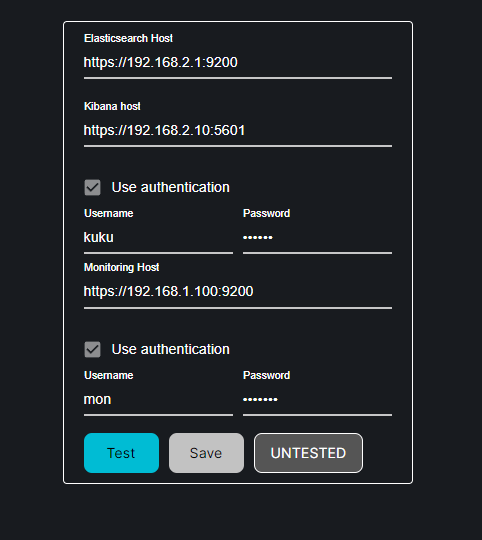 Elasticsearch Host
https://192.168.2.1:9200
Kibana host
https://192.168.2.10:5601
Use authentication
Username Password
kuku ••••••
Monitoring Host
https://192.168.1.100:9200
Use authentication
Username Password
mon •••••••
Test Save UNTESTED